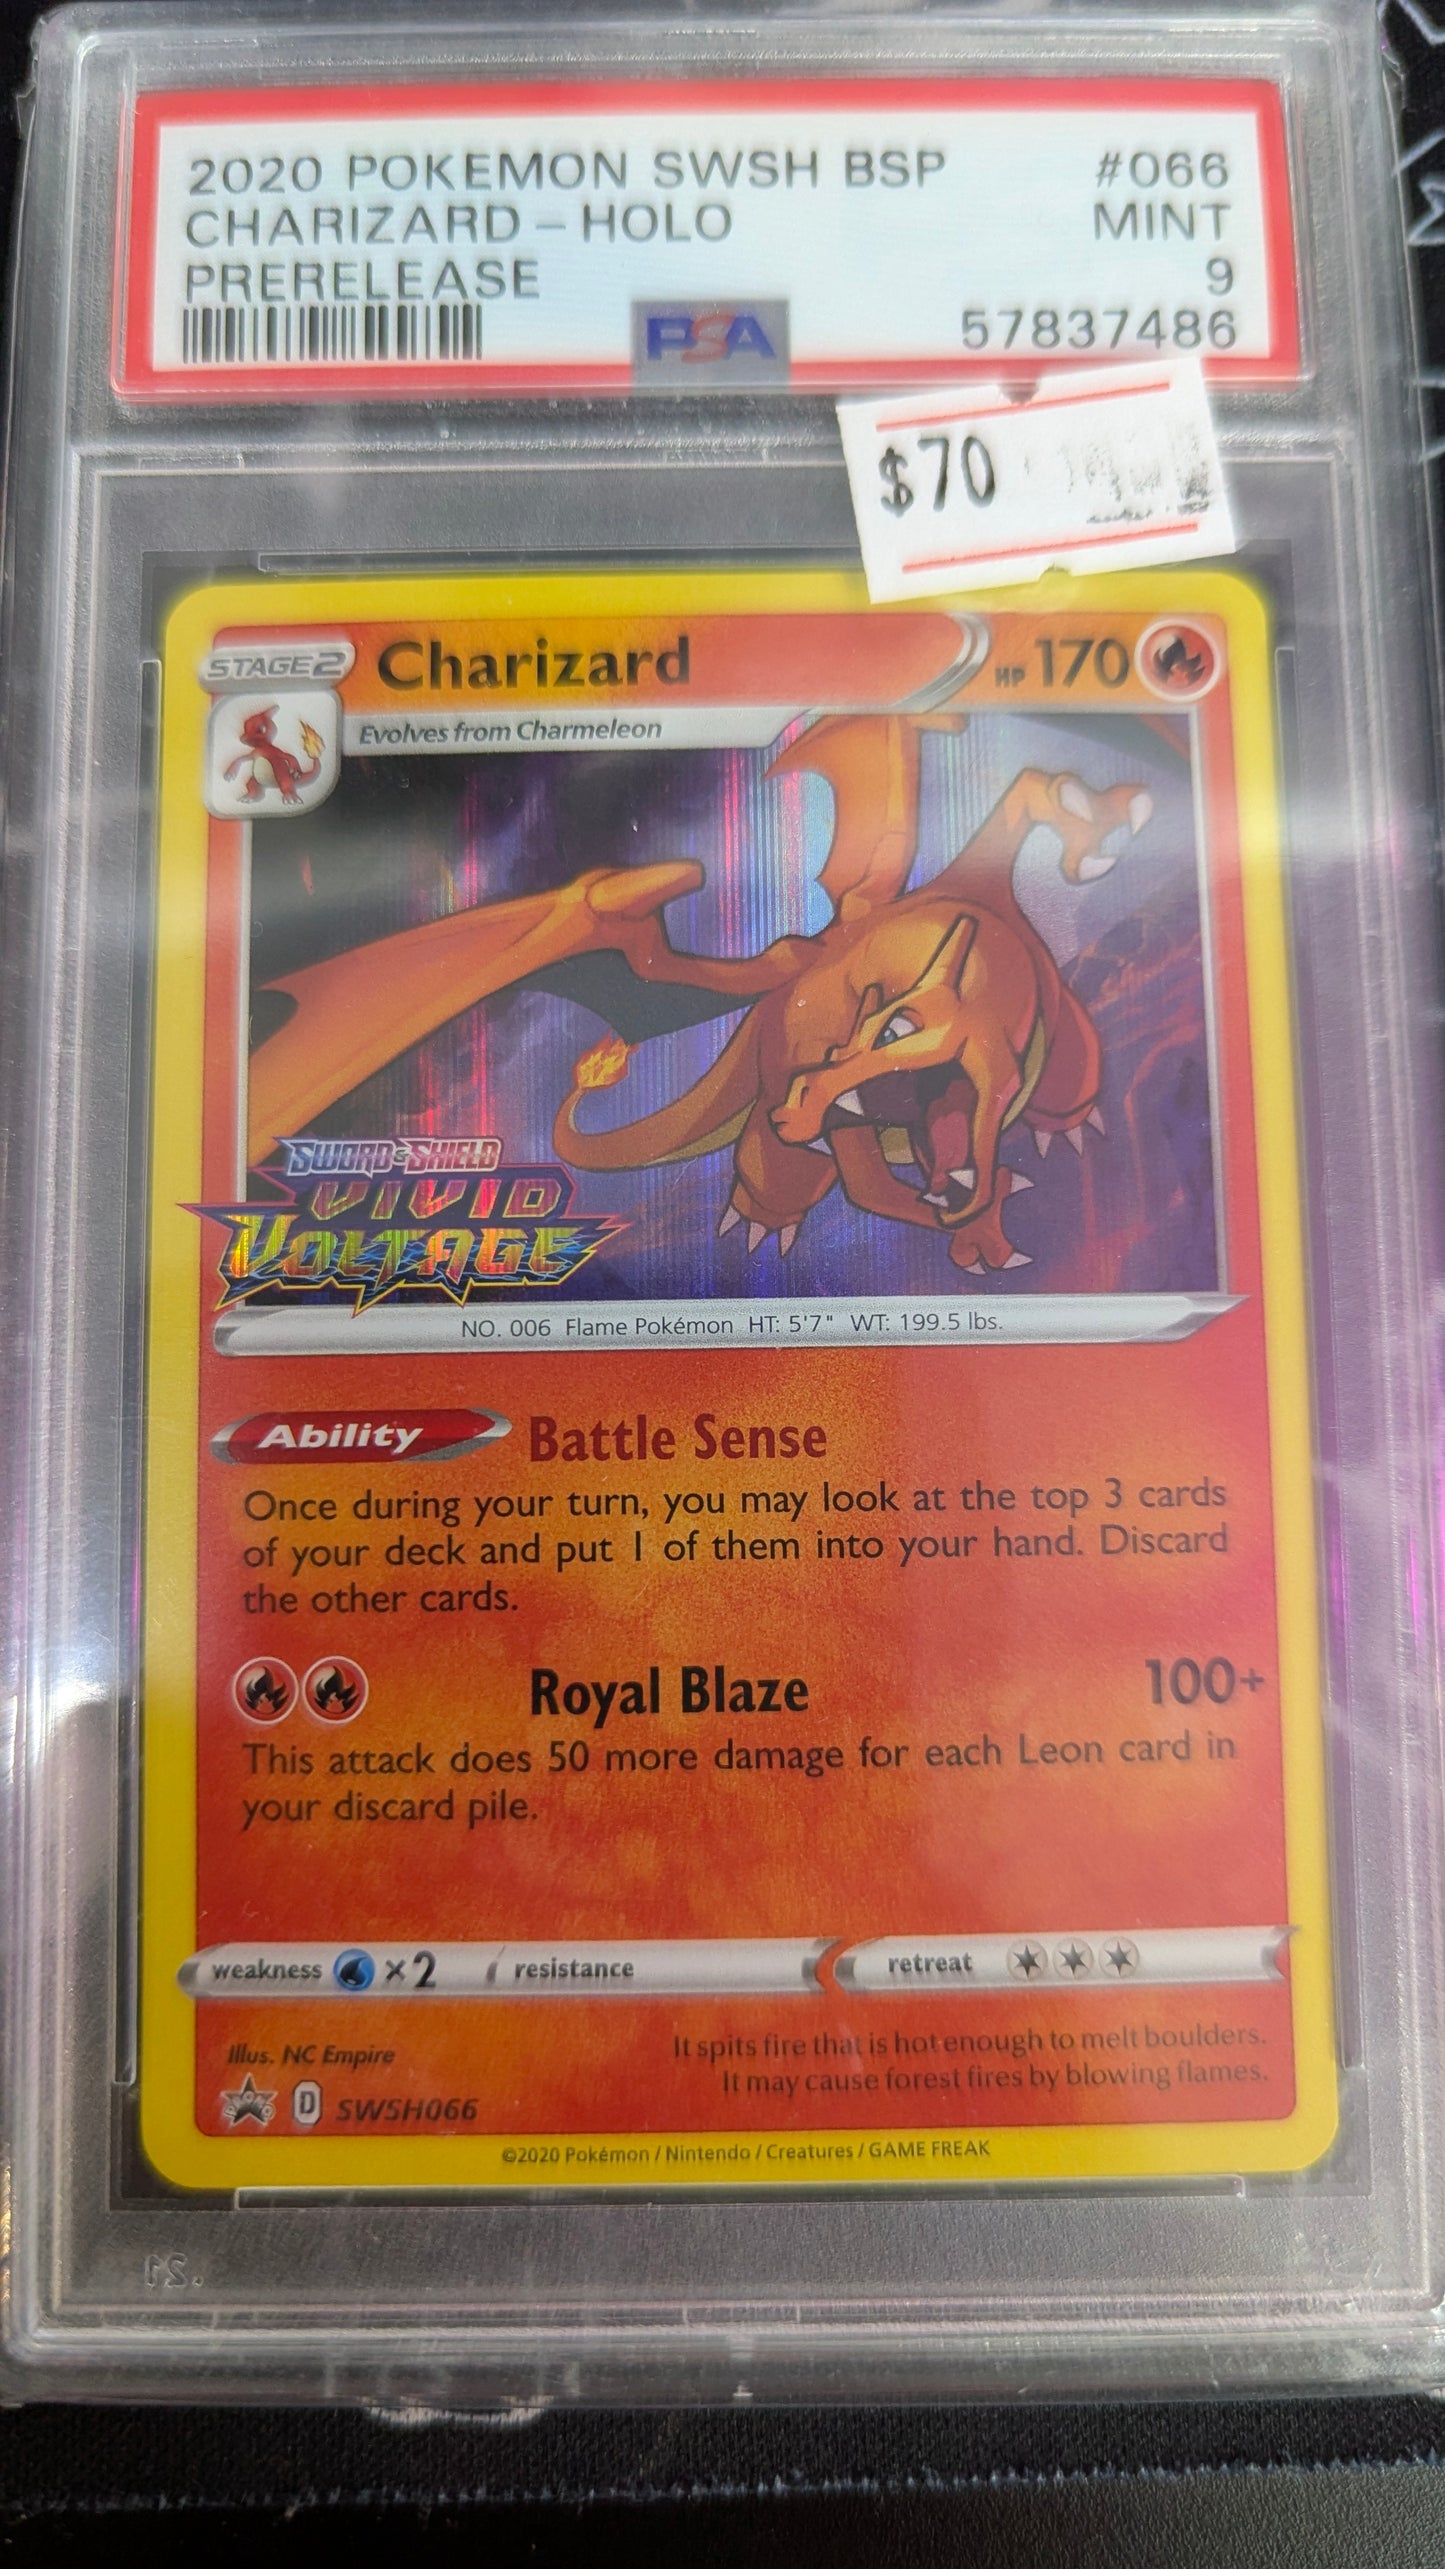 2020 POKEMON SWSH BSP #066
CHARIZARD – HOLO MINT
PRERELEASE 9
PSA 57837486
$70
STAGE 2 Charizard HP 170
Evolves from Charmeleon
SWORD & SHIELD
VIVID
VOLTAGE
NO. 006 Flame Pokémon HT: 5'7" WT: 199.5 lbs.
Ability Battle Sense
Once during your turn, you may look at the top 3 cards
of your deck and put 1 of them into your hand. Discard
the other cards.
Royal Blaze 100+
This attack does 50 more damage for each Leon card in
your discard pile.
weakness ×2 resistance retreat
Illus. NC Empire
It spits fire that is hot enough to melt boulders.
It may cause forest fires by blowing flames.
D SWSH066
©2020 Pokémon / Nintendo / Creatures / GAME FREAK